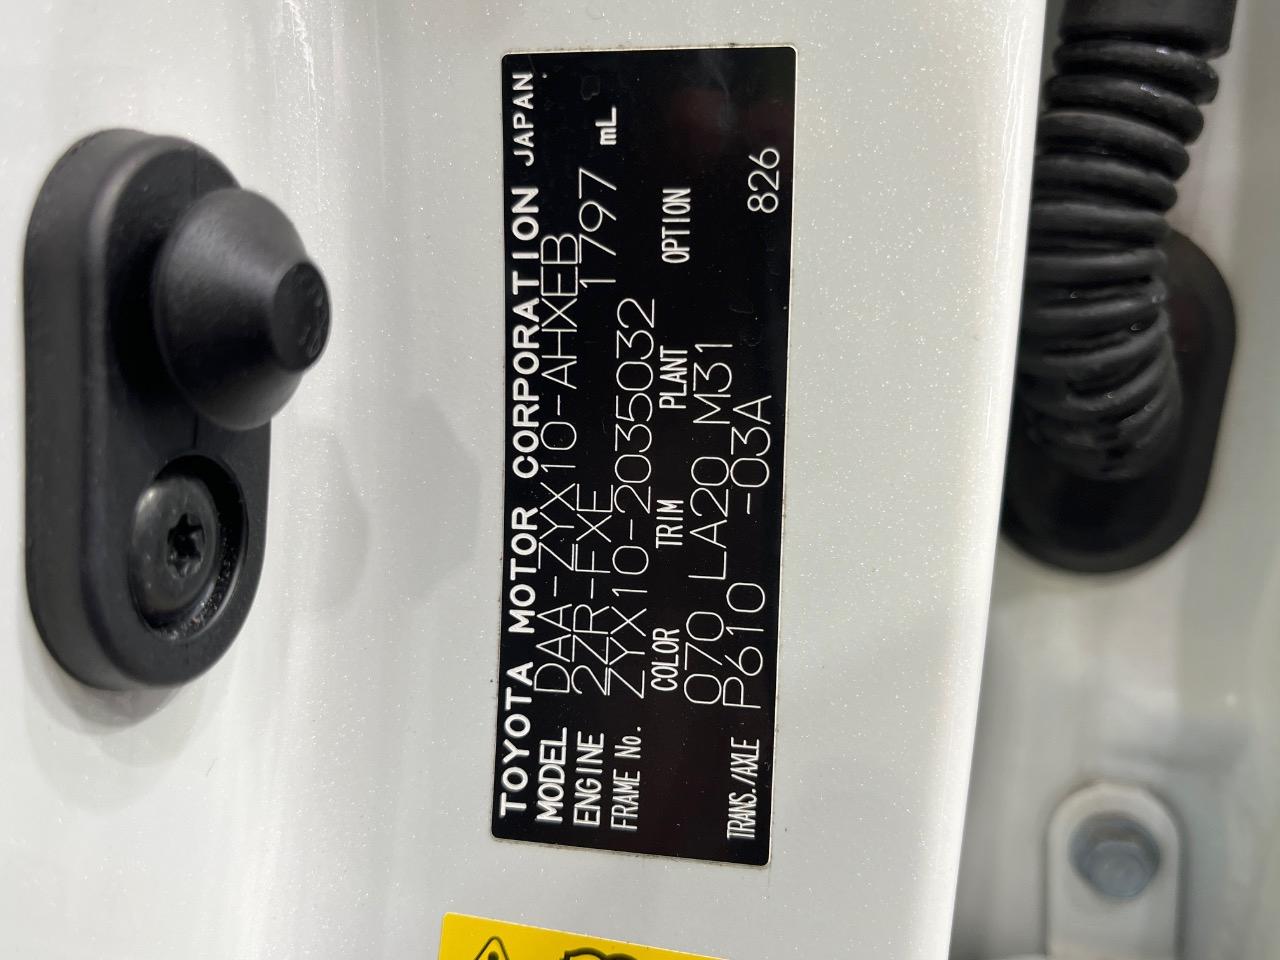 TOYOTA MOTOR CORPORATION JAPAN
MODEL DAA-ZYX10-AHXEB
ENGINE 2ZR-FXE 1797 mL
FRAME No. ZYX10-2035032
COLOR TRIM PLANT OPTION
070 LA20 M31
TRANS./AXLE P610 -03A 826